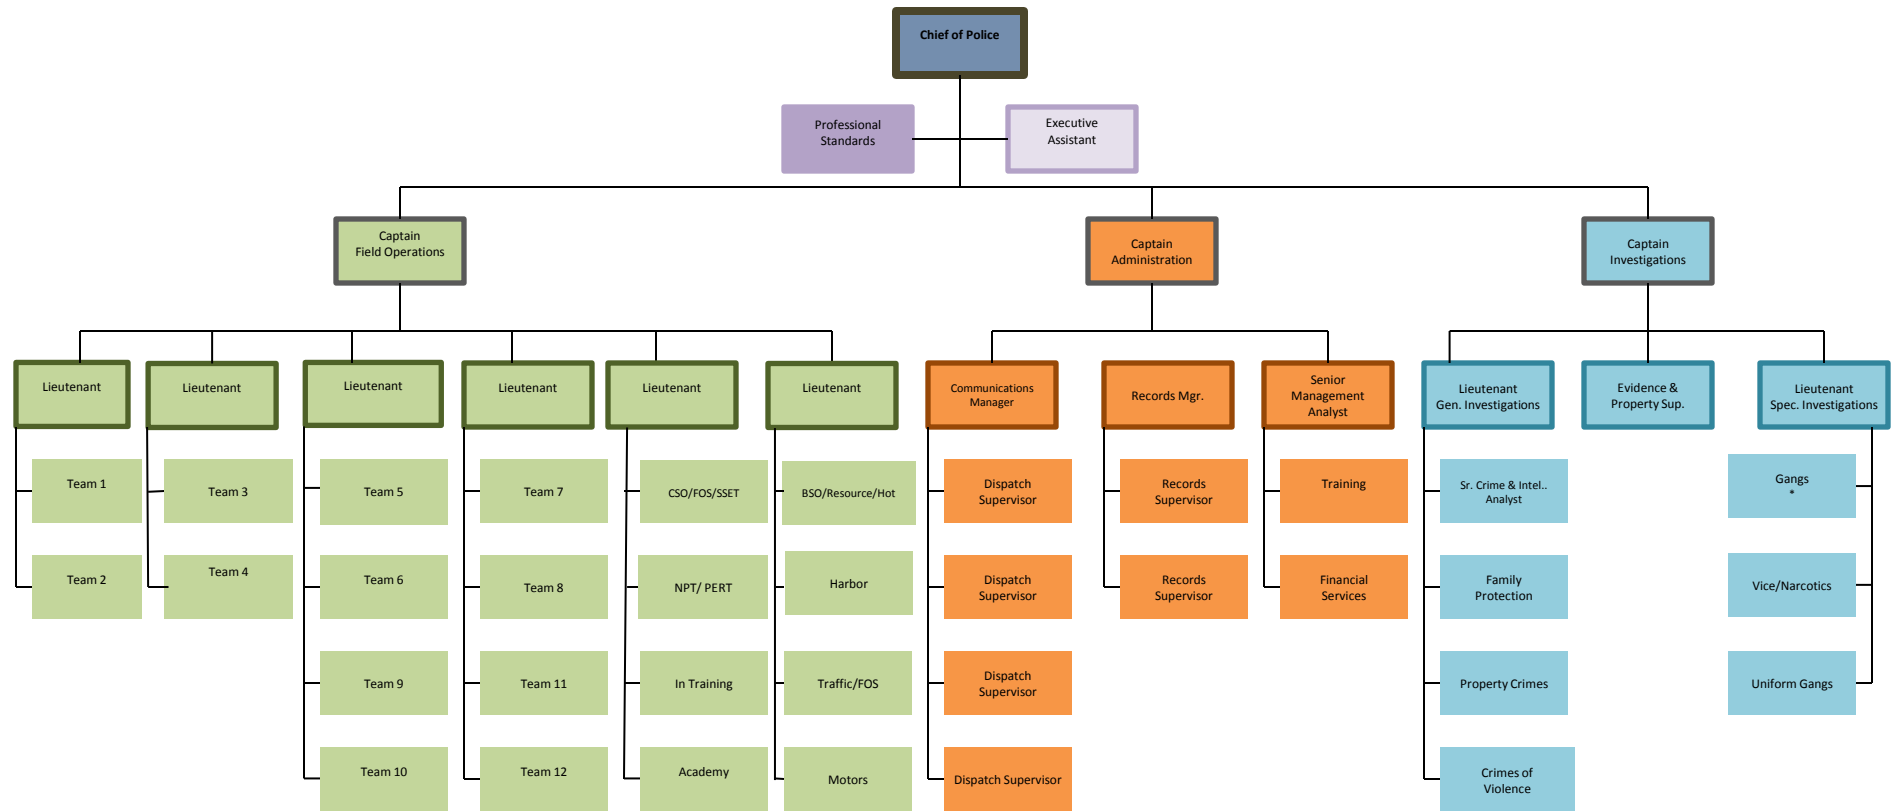 Chief of Police
Professional
Standards
Executive
Assistant
Captain
Field Operations
Captain
Administration
Captain
Investigations
Lieutenant
Lieutenant
Lieutenant
Lieutenant
Lieutenant
Lieutenant
Communications
Manager
Records Mgr.
Senior
Management
Analyst
Lieutenant
Gen. Investigations
Evidence &
Property Sup.
Lieutenant
Spec. Investigations
Team 1
Team 3
Team 5
Team 7
CSO/FOS/SSET
BSO/Resource/Hot
Dispatch
Supervisor
Records
Supervisor
Training
Sr. Crime & Intel..
Analyst
Gangs
*
Team 2
Team 4
Team 6
Team 8
NPT/ PERT
Harbor
Dispatch
Supervisor
Records
Supervisor
Financial
Services
Family
Protection
Vice/Narcotics
Team 9
Team 11
In Training
Traffic/FOS
Dispatch
Supervisor
Property Crimes
Uniform Gangs
Team 10
Team 12
Academy
Motors
Dispatch Supervisor
Crimes of
Violence